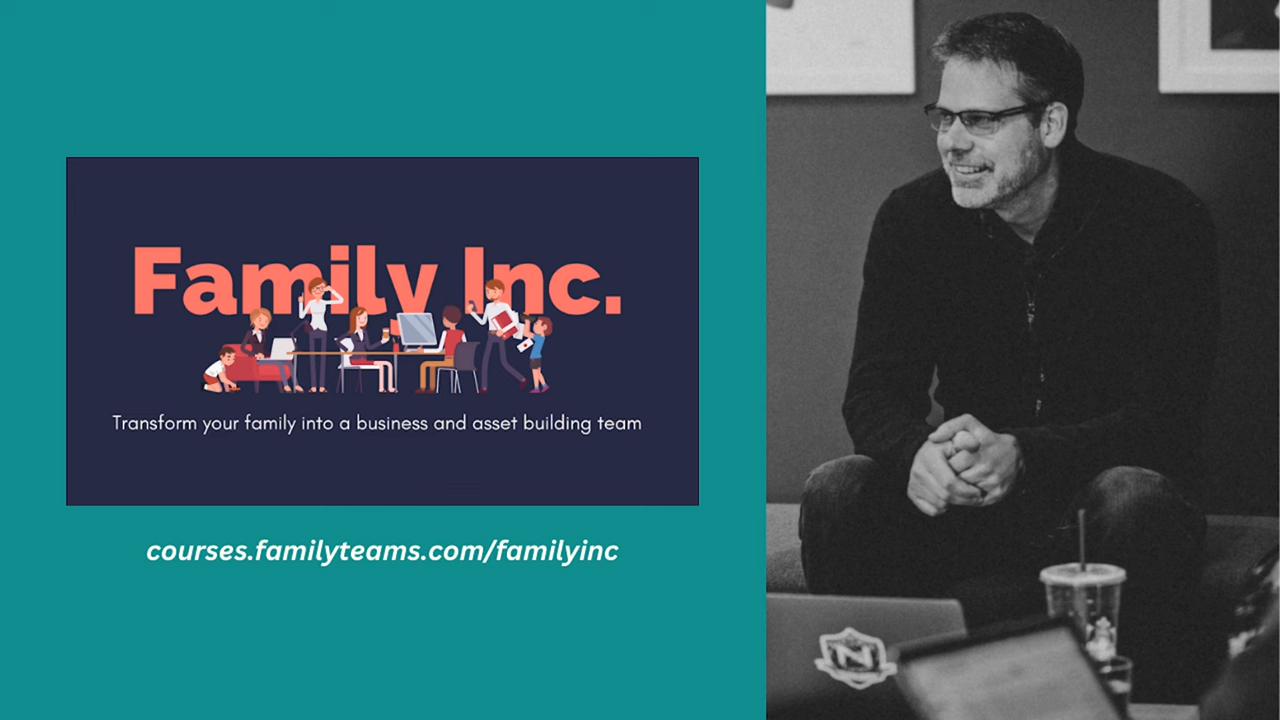 Family Inc.
Transform your family into a business and asset building team
courses.familyteams.com/familyinc
N